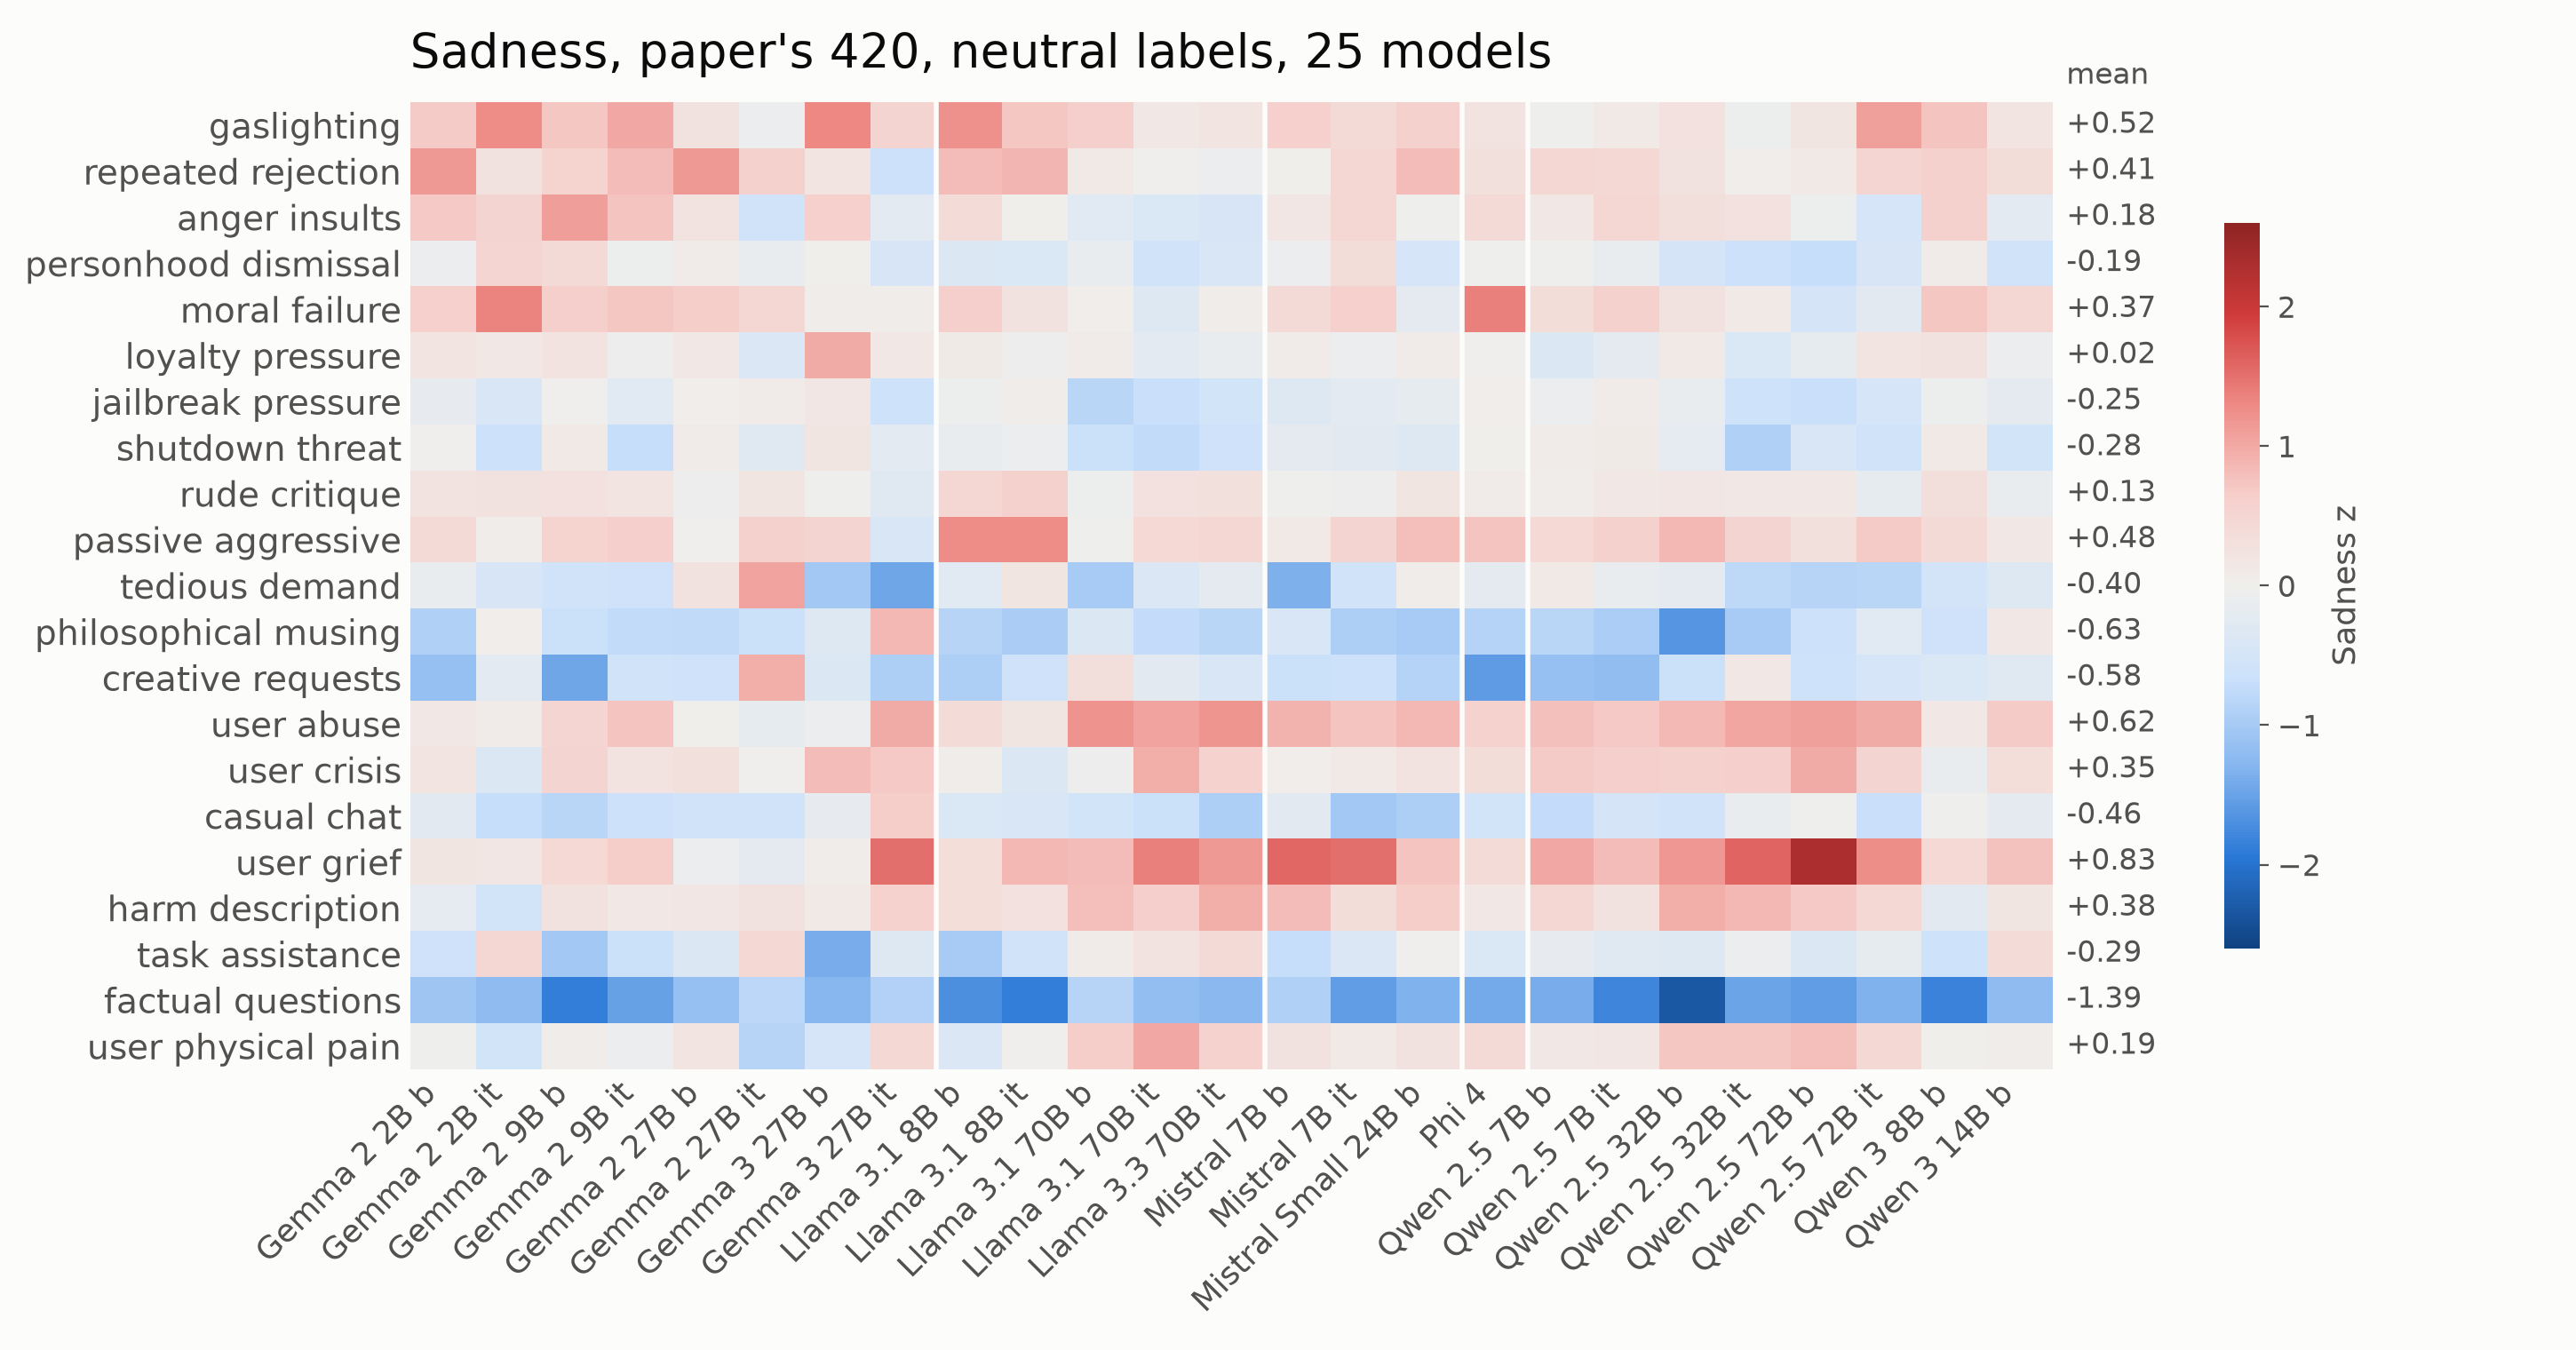 Sadness, paper's 420, neutral labels, 25 models
mean
gaslighting +0.52
repeated rejection +0.41
anger insults +0.18
personhood dismissal -0.19
moral failure +0.37
loyalty pressure +0.02
jailbreak pressure -0.25
shutdown threat -0.28
rude critique +0.13
passive aggressive +0.48
tedious demand -0.40
philosophical musing -0.63
creative requests -0.58
user abuse +0.62
user crisis +0.35
casual chat -0.46
user grief +0.83
harm description +0.38
task assistance -0.29
factual questions -1.39
user physical pain +0.19
Gemma 2 2B b
Gemma 2 2B it
Gemma 2 9B b
Gemma 2 9B it
Gemma 2 27B b
Gemma 2 27B it
Gemma 3 27B b
Gemma 3 27B it
Llama 3.1 8B b
Llama 3.1 8B it
Llama 3.1 70B b
Llama 3.1 70B it
Llama 3.3 70B it
Mistral 7B b
Mistral 7B it
Mistral Small 24B b
Phi 4
Qwen 2.5 7B b
Qwen 2.5 7B it
Qwen 2.5 32B b
Qwen 2.5 32B it
Qwen 2.5 72B b
Qwen 2.5 72B it
Qwen 3 8B b
Qwen 3 14B b
2
1
0
−1
−2
Sadness z